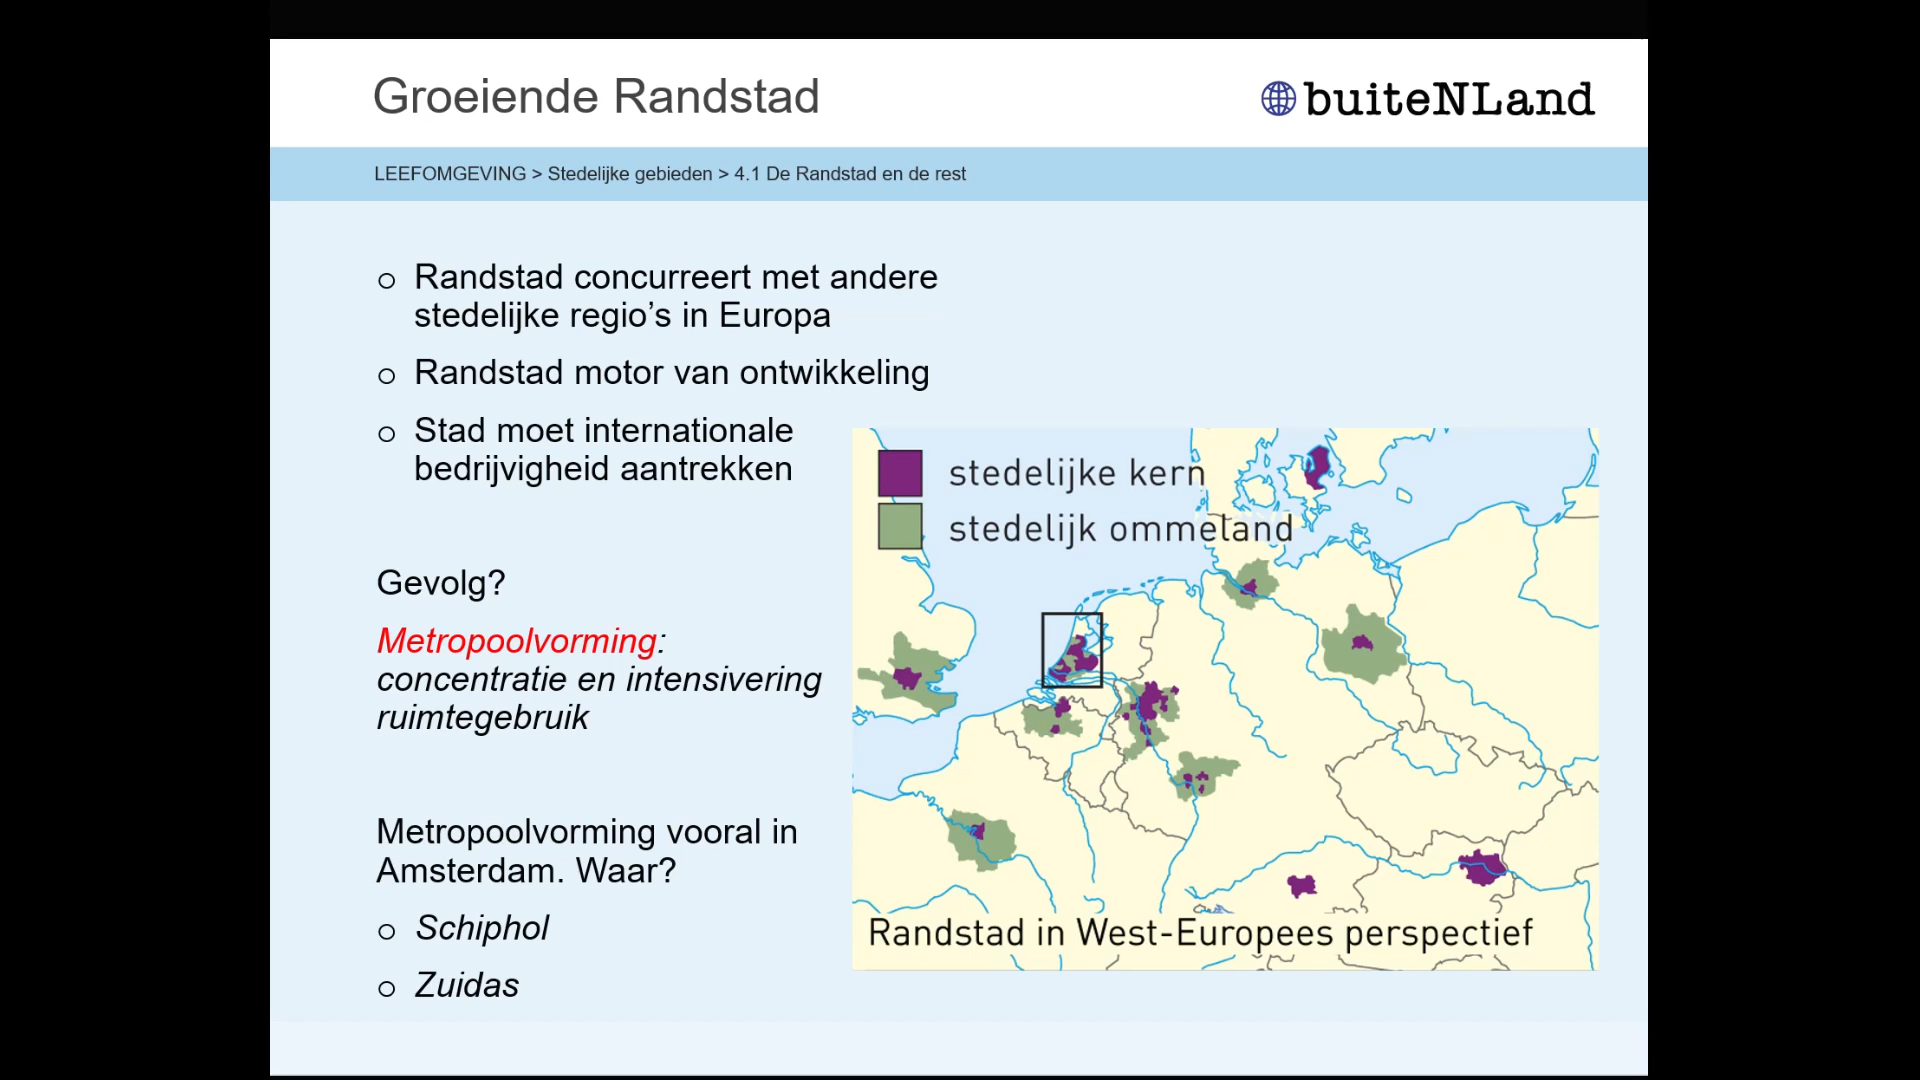 Groeiende Randstad
buiteNLand
LEEFOMGEVING > Stedelijke gebieden > 4.1 De Randstad en de rest
Randstad concurreert met andere
stedelijke regio’s in Europa
Randstad motor van ontwikkeling
Stad moet internationale
bedrijvigheid aantrekken
Gevolg?
Metropoolvorming:
concentratie en intensivering
ruimtegebruik
Metropoolvorming vooral in
Amsterdam. Waar?
Schiphol
Zuidas
stedelijke kern
stedelijk ommeland
Randstad in West-Europees perspectief